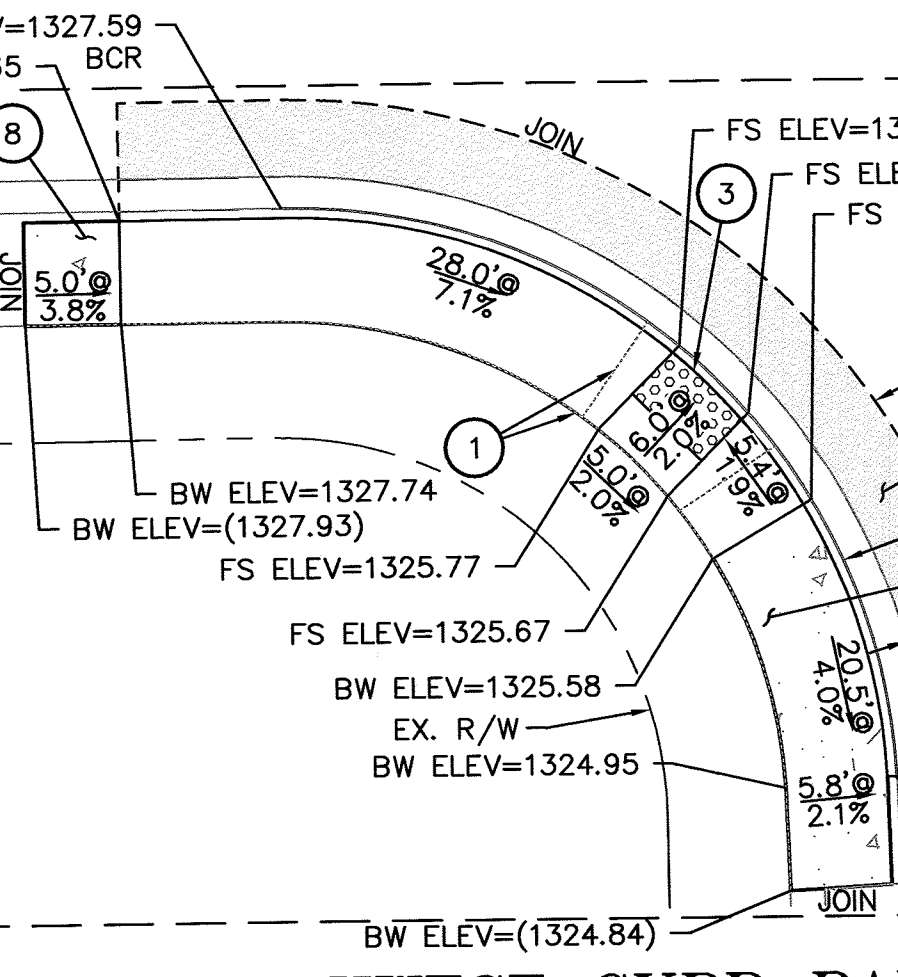 =1327.59
BCR
8
JOIN
FS ELEV=13
3
FS ELE
FS
JOIN
5.0'@
3.8%
28.0'@
7.1%
6.0'@
2.0%
5.4'@
1.9%
1
5.0'@
2.0%
BW ELEV=1327.74
BW ELEV=(1327.93)
FS ELEV=1325.77
FS ELEV=1325.67
BW ELEV=1325.58
EX. R/W
BW ELEV=1324.95
20.5'@
4.0%
5.8'@
2.1%
JOIN
BW ELEV=(1324.84)